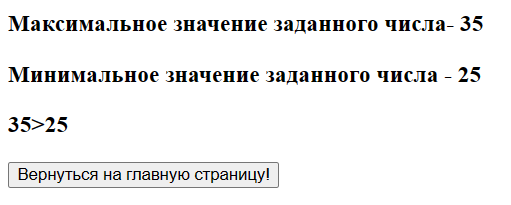 Максимальное значение заданного числа- 35
Минимальное значение заданного числа - 25
35>25
Вернуться на главную страницу!